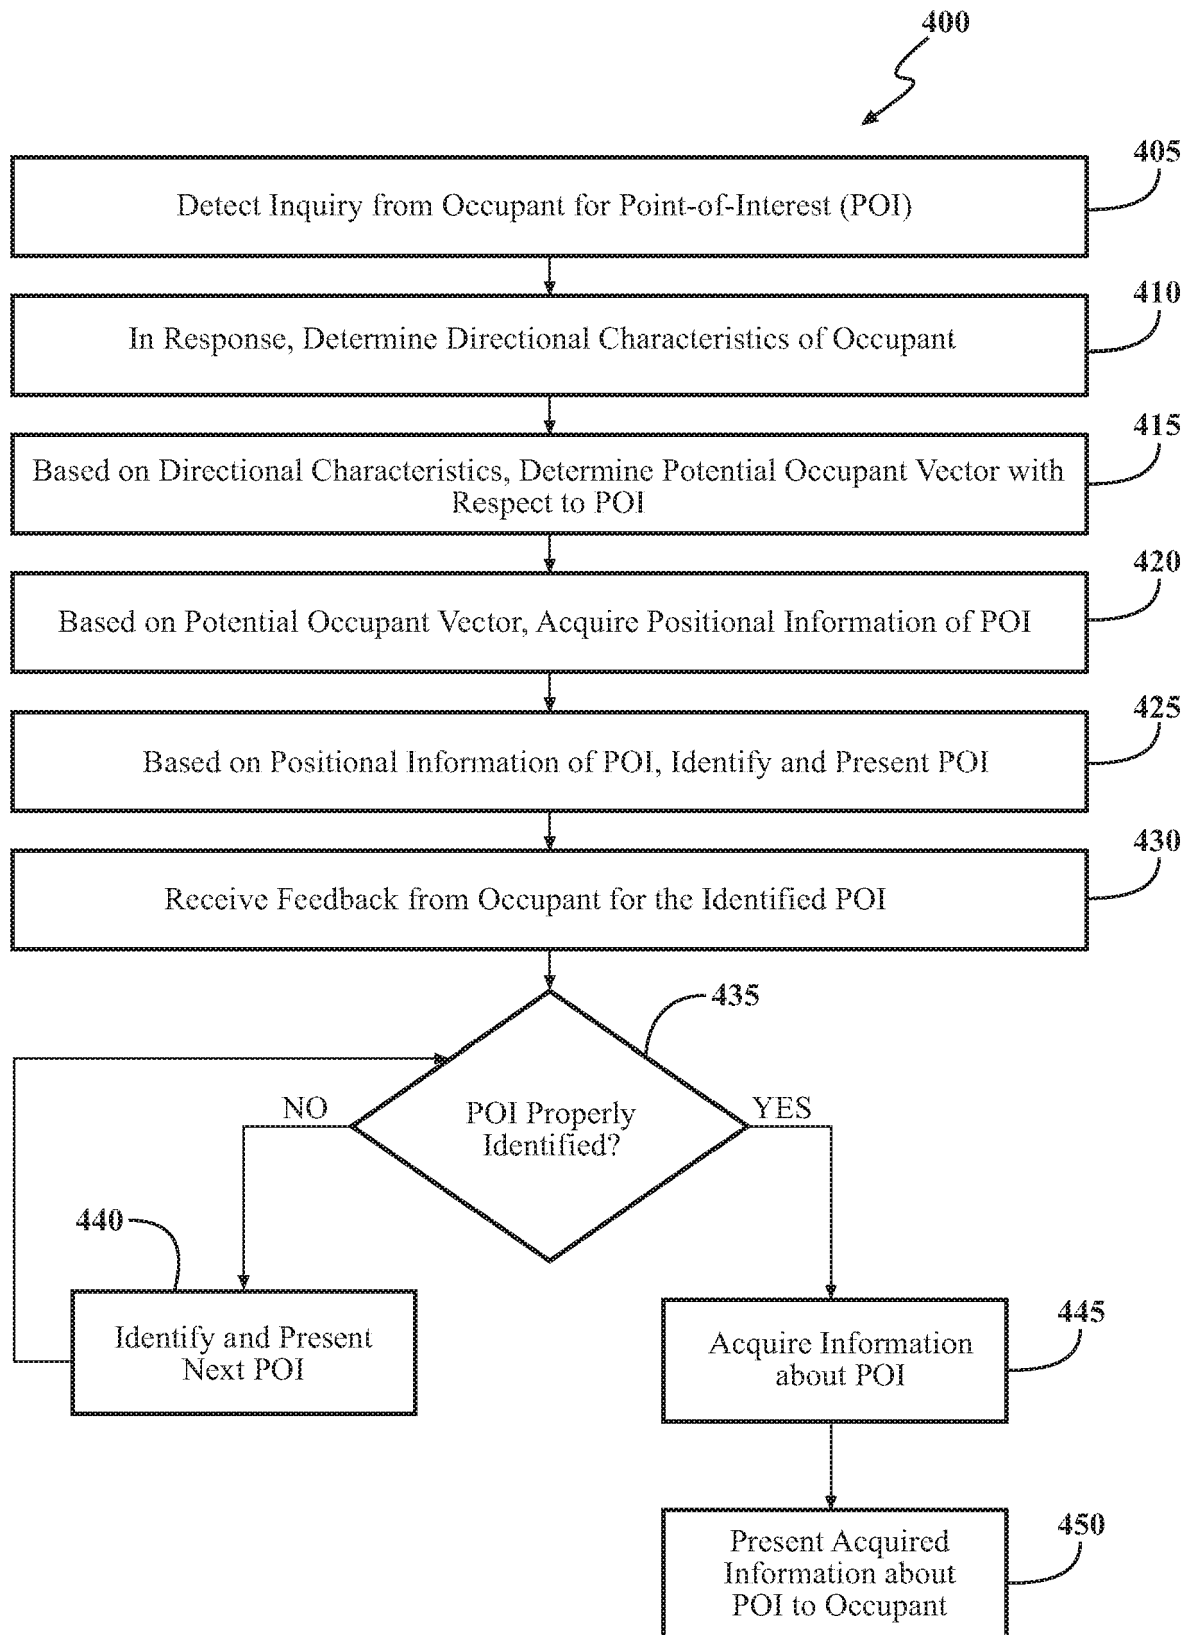 400
405
Detect Inquiry from Occupant for Point-of-Interest (POI)
410
In Response, Determine Directional Characteristics of Occupant
415
Based on Directional Characteristics, Determine Potential Occupant Vector with
Respect to POI
420
Based on Potential Occupant Vector, Acquire Positional Information of POI
425
Based on Positional Information of POI, Identify and Present POI
430
Receive Feedback from Occupant for the Identified POI
435
NO
YES
POI Properly
Identified?
440
Identify and Present
Next POI
445
Acquire Information
about POI
450
Present Acquired
Information about
POI to Occupant